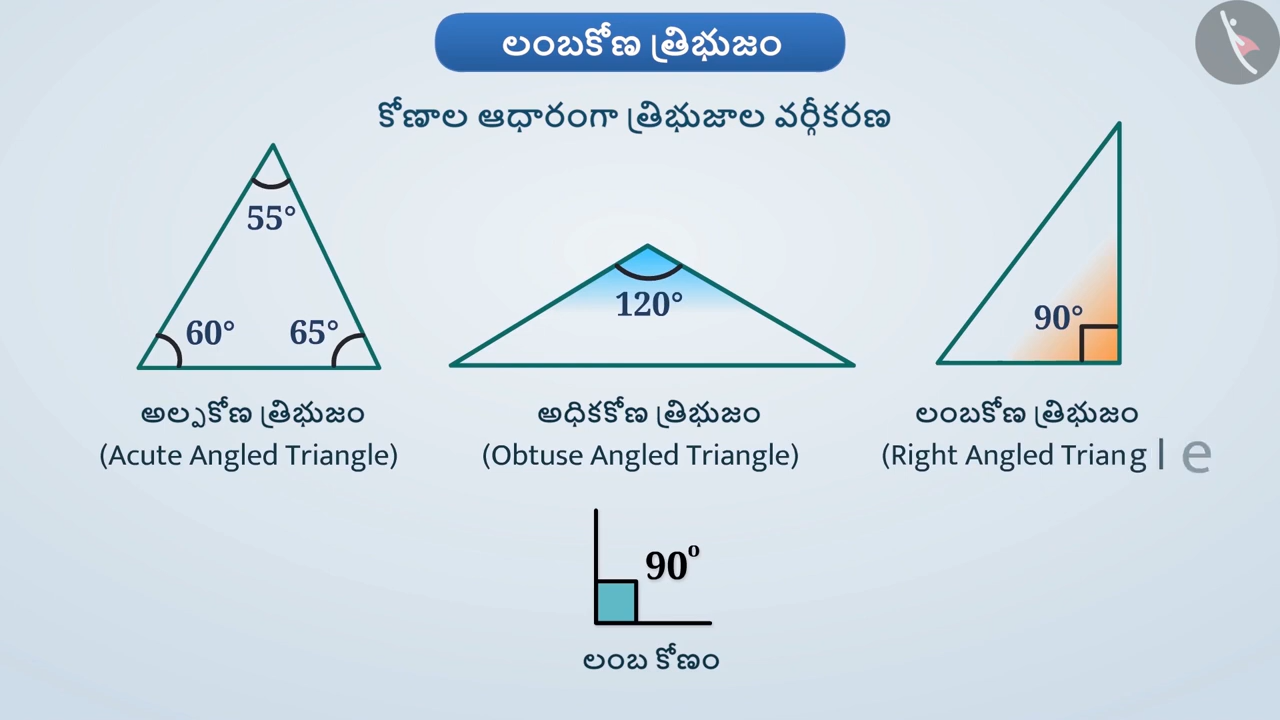 లంబకోణ త్రిభుజం
కోణాల ఆధారంగా త్రిభుజాల వర్గీకరణ
55°
60°
65°
120°
90°
అల్పకోణ త్రిభుజం
(Acute Angled Triangle)
అధికకోణ త్రిభుజం
(Obtuse Angled Triangle)
లంబకోణ త్రిభుజం
(Right Angled Triangle
90°
లంబ కోణం